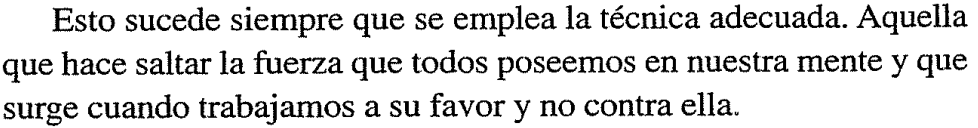 Esto sucede siempre que se emplea la técnica adecuada. Aquella
que hace saltar la fuerza que todos poseemos en nuestra mente y que
surge cuando trabajamos a su favor y no contra ella.